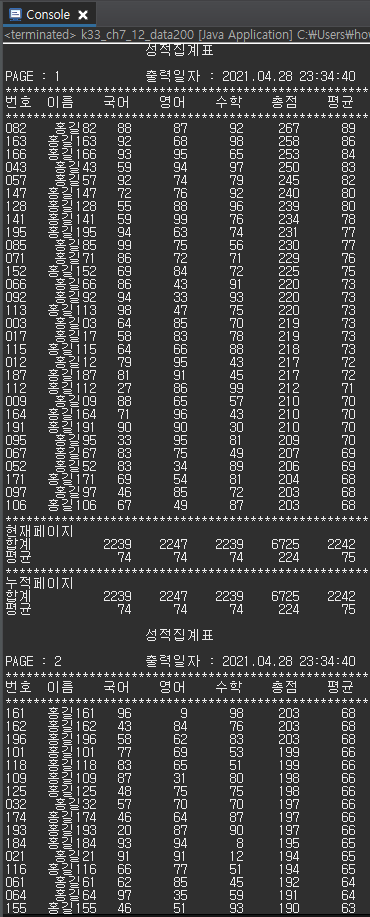 Console
<terminated> k33_ch7_12_data200 [Java Application] C:₩Users₩ho
성적집계표
PAGE : 1 출력일자 : 2021.04.28 23:34:40
****************************************************
번호 이름 국어 영어 수학 총점 평균
****************************************************
082 홍길82 88 87 92 267 89
163 홍길163 92 68 98 258 86
166 홍길166 93 95 65 253 84
043 홍길43 59 94 97 250 83
057 홍길57 92 74 79 245 82
147 홍길147 72 76 92 240 80
128 홍길128 55 88 96 239 80
141 홍길141 59 99 76 234 78
195 홍길195 94 63 74 231 77
085 홍길85 99 75 56 230 77
071 홍길71 86 72 71 229 76
152 홍길152 69 84 72 225 75
066 홍길66 86 43 91 220 73
092 홍길92 94 33 93 220 73
113 홍길113 98 47 75 220 73
003 홍길03 64 85 70 219 73
017 홍길17 58 83 78 219 73
115 홍길115 64 66 88 218 73
012 홍길12 79 95 43 217 72
187 홍길187 81 91 45 217 72
112 홍길112 27 86 99 212 71
009 홍길09 88 65 57 210 70
164 홍길164 71 96 43 210 70
191 홍길191 90 90 30 210 70
095 홍길95 33 95 81 209 70
067 홍길67 83 75 49 207 69
052 홍길52 83 34 89 206 69
171 홍길171 69 54 81 204 68
097 홍길97 46 85 72 203 68
106 홍길106 67 49 87 203 68
****************************************************
현재페이지
합계 2239 2247 2239 6725 2242
평균 74 74 74 224 75
****************************************************
누적페이지
합계 2239 2247 2239 6725 2242
평균 74 74 74 224 75
성적집계표
PAGE : 2 출력일자 : 2021.04.28 23:34:40
****************************************************
번호 이름 국어 영어 수학 총점 평균
****************************************************
161 홍길161 96 9 98 203 68
162 홍길162 43 84 76 203 68
196 홍길196 58 62 83 203 68
101 홍길101 77 69 53 199 66
118 홍길118 83 65 51 199 66
109 홍길109 87 31 80 198 66
125 홍길125 48 75 75 198 66
032 홍길32 57 70 70 197 66
174 홍길174 46 64 87 197 66
193 홍길193 20 87 90 197 66
184 홍길184 93 94 8 195 65
021 홍길21 91 91 12 194 65
116 홍길116 66 77 51 194 65
061 홍길61 62 85 45 192 64
064 홍길64 97 35 59 191 64
155 홍길155 46 51 93 190 63